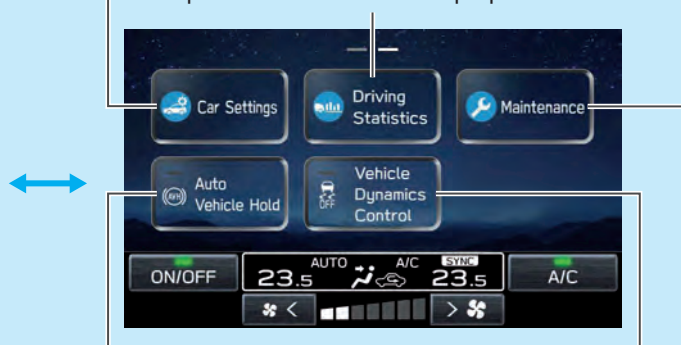 Car Settings
Driving
Statistics
Maintenance
Auto
Vehicle Hold
Vehicle
Dynamics
Control
OFF
ON/OFF
AUTO
A/C
SYNC
23.5
23.5
A/C
<
>